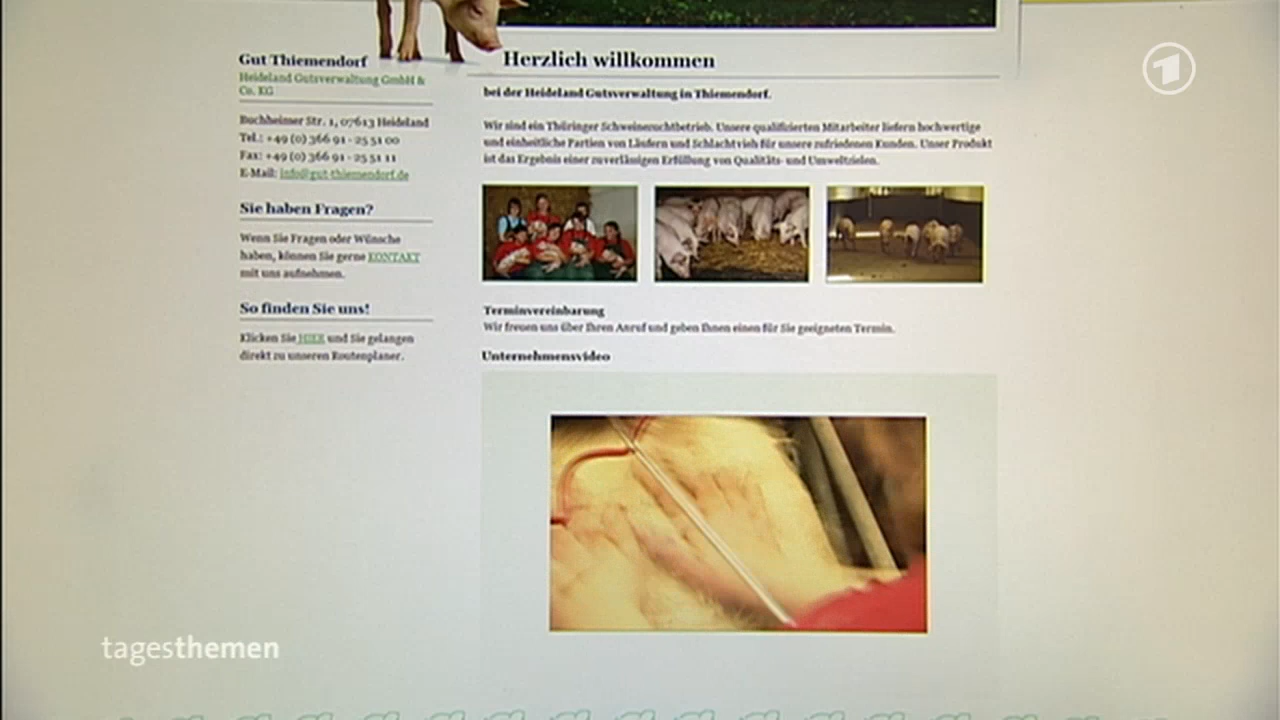 Gut Thiemendorf
Heideland Gutsverwaltung GmbH &
Co. KG
Buchheimer Str. 1, 07613 Heideland
Tel.: +49 (0) 366 91 - 25 51 00
Fax: +49 (0) 366 91 - 25 51 11
E-Mail: info@gut-thiemendorf.de
Sie haben Fragen?
Wenn Sie Fragen oder Wünsche
haben, können Sie gerne KONTAKT
mit uns aufnehmen.
So finden Sie uns!
Klicken Sie HIER und Sie gelangen
direkt zu unseren Routenplaner.
Herzlich willkommen
bei der Heideland Gutsverwaltung in Thiemendorf.
Wir sind ein Thüringer Schweinezuchtbetrieb. Unsere qualifizierten Mitarbeiter liefern hochwertige
und einheitliche Partien von Läufern und Schlachtvieh für unsere zufriedenen Kunden. Unser Produkt
ist das Ergebnis einer zuverlässigen Erfüllung von Qualitäts- und Umweltzielen.
Terminvereinbarung
Wir freuen uns über Ihren Anruf und geben Ihnen einen für Sie geeigneten Termin.
Unternehmensvideo
1
tagesthemen